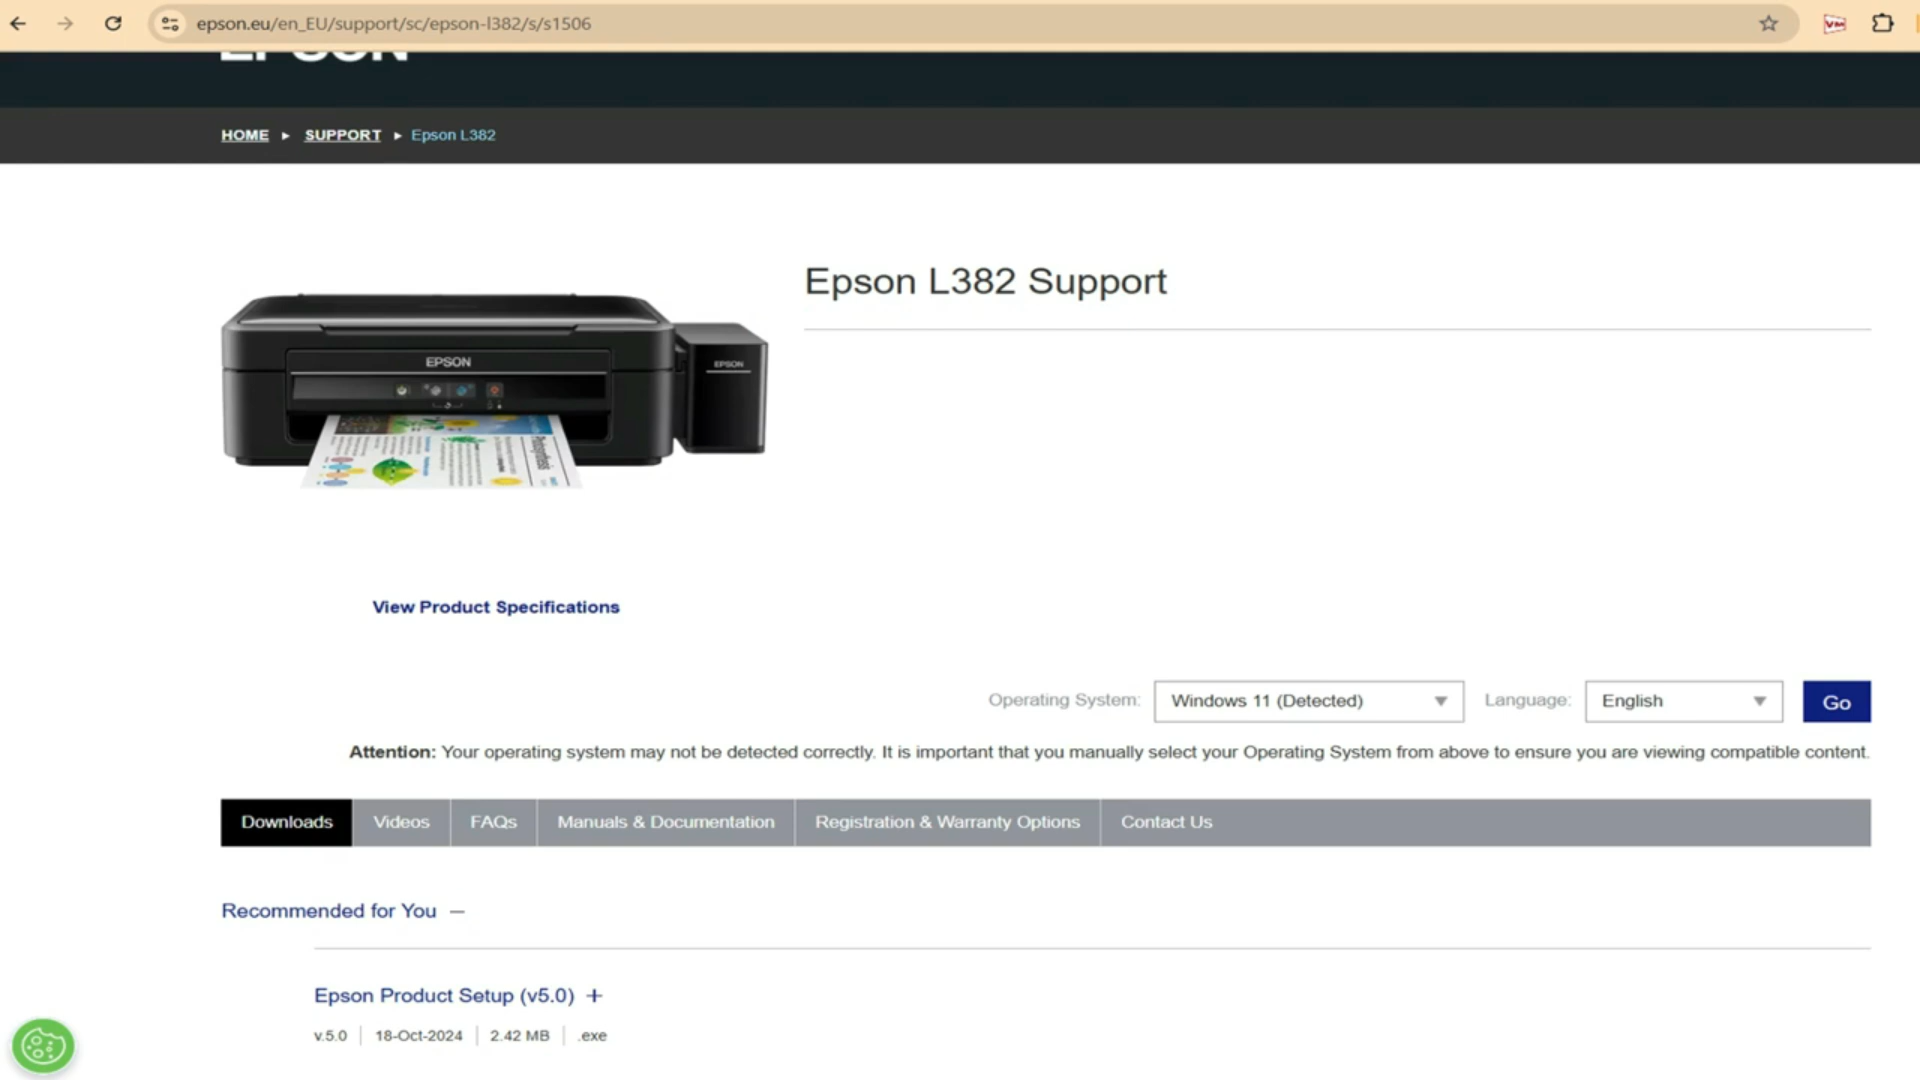 epson.eu/en_EU/support/sc/epson-l382/s/s1506
EPSON
HOME ▸ SUPPORT ▸ Epson L382
Epson L382 Support
EPSON
EPSON
View Product Specifications
Operating System: Windows 11 (Detected) Language: English Go
Attention: Your operating system may not be detected correctly. It is important that you manually select your Operating System from above to ensure you are viewing compatible content.
Downloads Videos FAQs Manuals & Documentation Registration & Warranty Options Contact Us
Recommended for You —
Epson Product Setup (v5.0) +
v.5.0 | 18-Oct-2024 | 2.42 MB | .exe